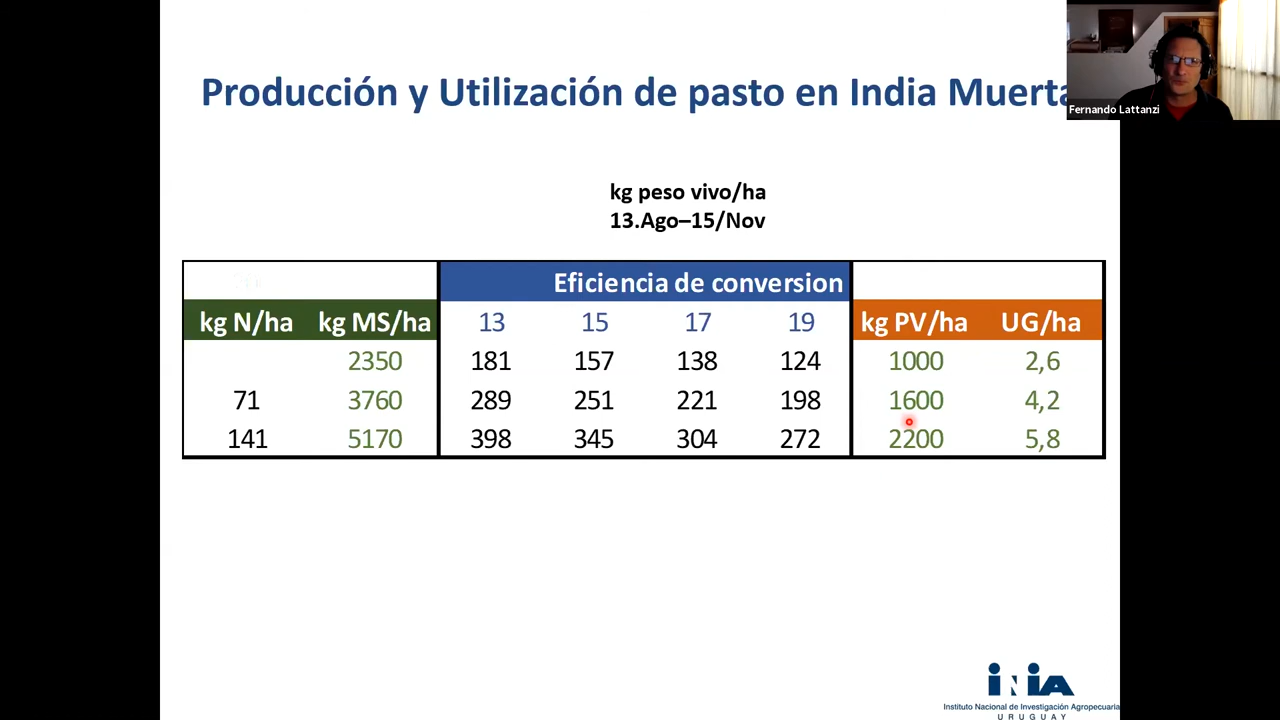 Producción y Utilización de pasto en India Muerta
Fernando Lattanzi
kg peso vivo/ha
13.Ago–15/Nov
Eficiencia de conversion
kg N/ha kg MS/ha 13 15 17 19 kg PV/ha UG/ha
2350 181 157 138 124 1000 2,6
71 3760 289 251 221 198 1600 4,2
141 5170 398 345 304 272 2200 5,8
INIA
Instituto Nacional de Investigación Agropecuaria
URUGUAY